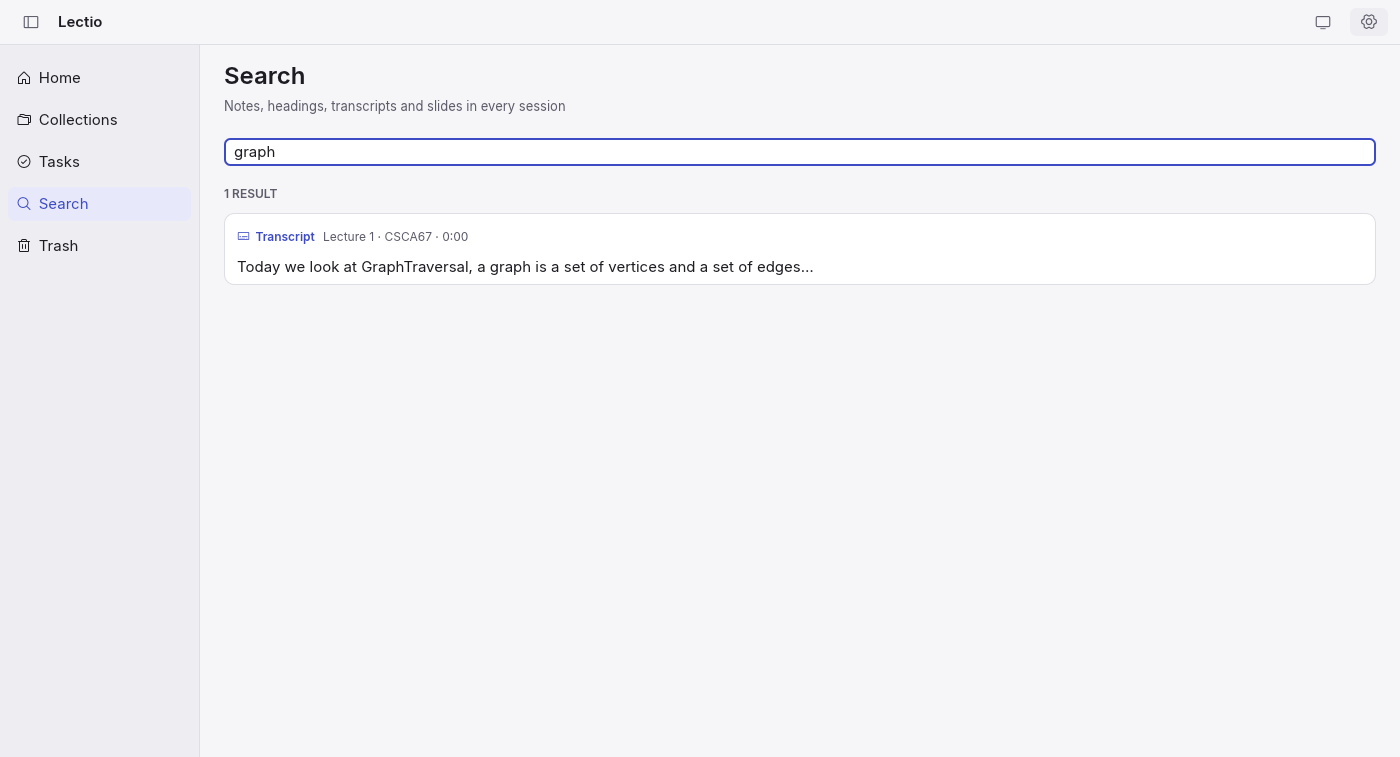 Lectio
Home
Collections
Tasks
Search
Trash
Search
Notes, headings, transcripts and slides in every session
graph
1 RESULT
Transcript Lecture 1 · CSCA67 · 0:00
Today we look at GraphTraversal, a graph is a set of vertices and a set of edges…